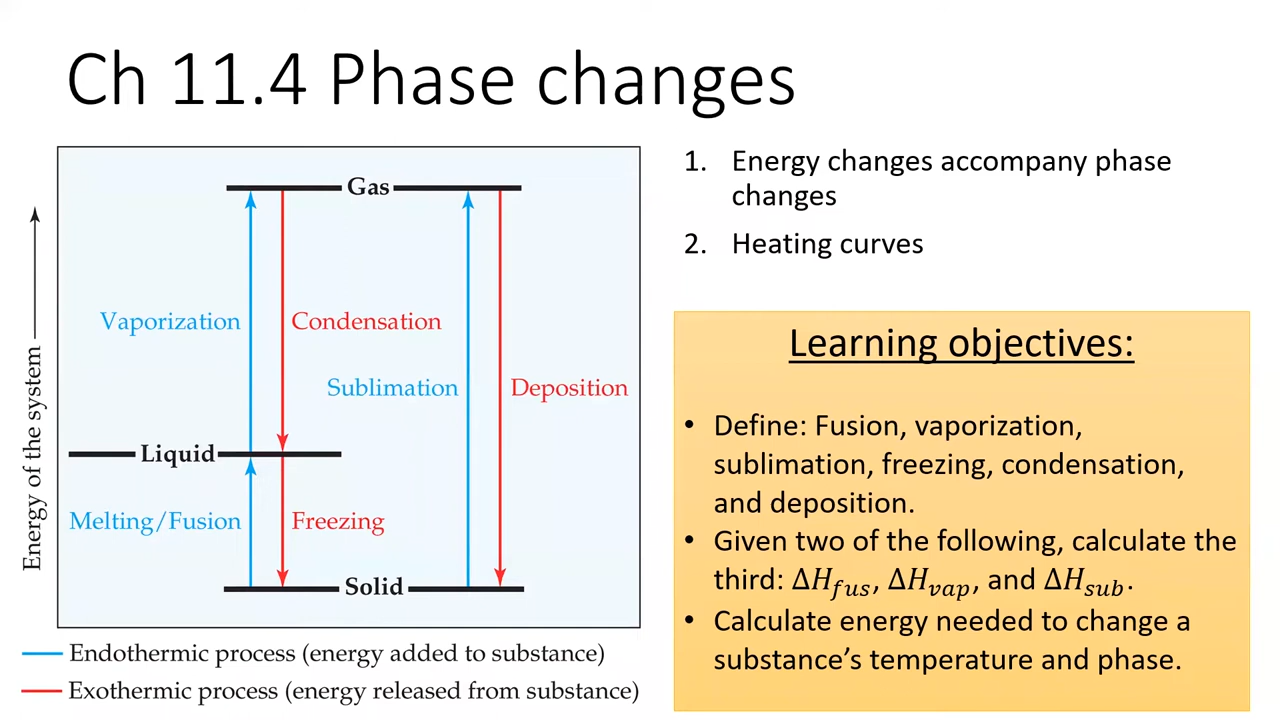 Ch 11.4 Phase changes
Gas
Vaporization
Condensation
Sublimation
Deposition
Liquid
Melting/Fusion
Freezing
Solid
Energy of the system
Endothermic process (energy added to substance)
Exothermic process (energy released from substance)
1. Energy changes accompany phase
changes
2. Heating curves
Learning objectives:
• Define: Fusion, vaporization,
sublimation, freezing, condensation,
and deposition.
• Given two of the following, calculate the
third: Δ𝐻𝑓𝑢𝑠, Δ𝐻𝑣𝑎𝑝, and Δ𝐻𝑠𝑢𝑏.
• Calculate energy needed to change a
substance’s temperature and phase.